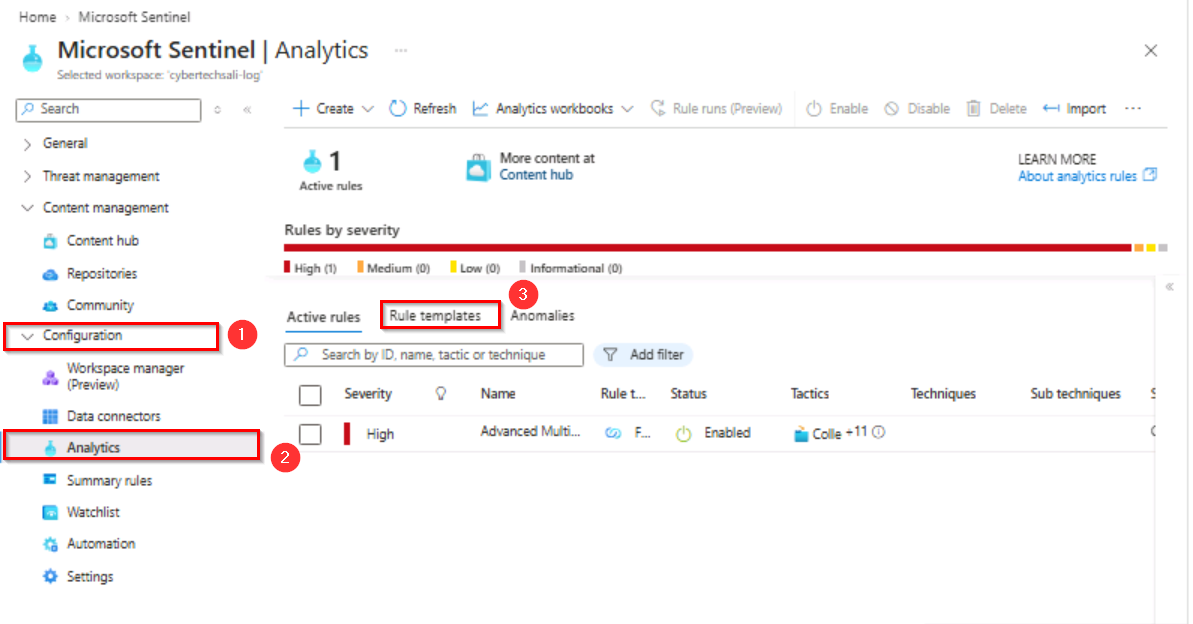 Home > Microsoft Sentinel
Microsoft Sentinel | Analytics ...
Selected workspace: 'cybertechsali-log'
Search
General
Threat management
Content management
Content hub
Repositories
Community
Configuration
1
Workspace manager
(Preview)
Data connectors
Analytics
2
Summary rules
Watchlist
Automation
Settings
Create Refresh Analytics workbooks Rule runs (Preview) Enable Disable Delete Import ...
1
Active rules
More content at
Content hub
LEARN MORE
About analytics rules
Rules by severity
High (1) Medium (0) Low (0) Informational (0)
3
Active rules Rule templates Anomalies
Search by ID, name, tactic or technique Add filter
Severity Name Rule t... Status Tactics Techniques Sub techniques
High Advanced Multi... F... Enabled Colle +11